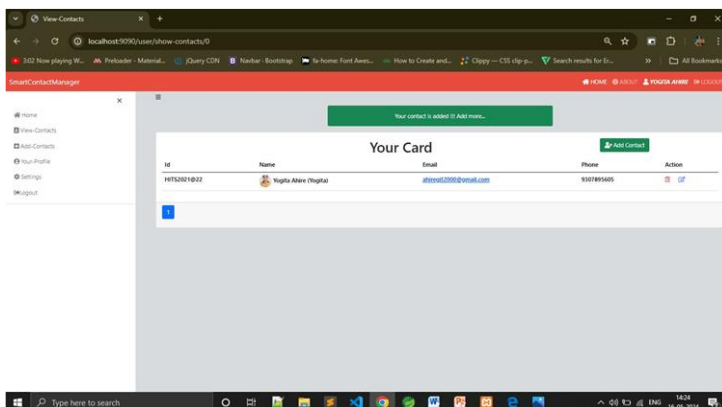 View-Contacts
localhost:9090/user/show-contacts/0
3:02 Now playing W...
Preloader - Material...
jQuery CDN
Navbar · Bootstrap
fa-home: Font Awes...
How to Create and...
Clippy — CSS clip-p...
Search results for Er...
All Bookmarks
SmartContactManager
HOME
ABOUT
YOGITA AHIRE
LOGOUT
Home
View-Contacts
Add-Contacts
Your-Profile
Settings
Logout
Your contact is added !!! Add more...
Your Card
Add Contact
Id Name Email Phone Action
HITS2021@22 Yogita Ahire (Yogita)
1
Type here to search
ENG
14:24